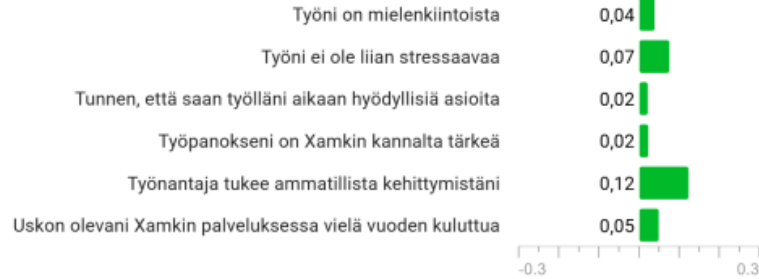 Työni on mielenkiintoista 0,04
Työni ei ole liian stressaavaa 0,07
Tunnen, että saan työlläni aikaan hyödyllisiä asioita 0,02
Työpanokseni on Xamkin kannalta tärkeä 0,02
Työnantaja tukee ammatillista kehittymistäni 0,12
Uskon olevani Xamkin palveluksessa vielä vuoden kuluttua 0,05
-0.3 0.3